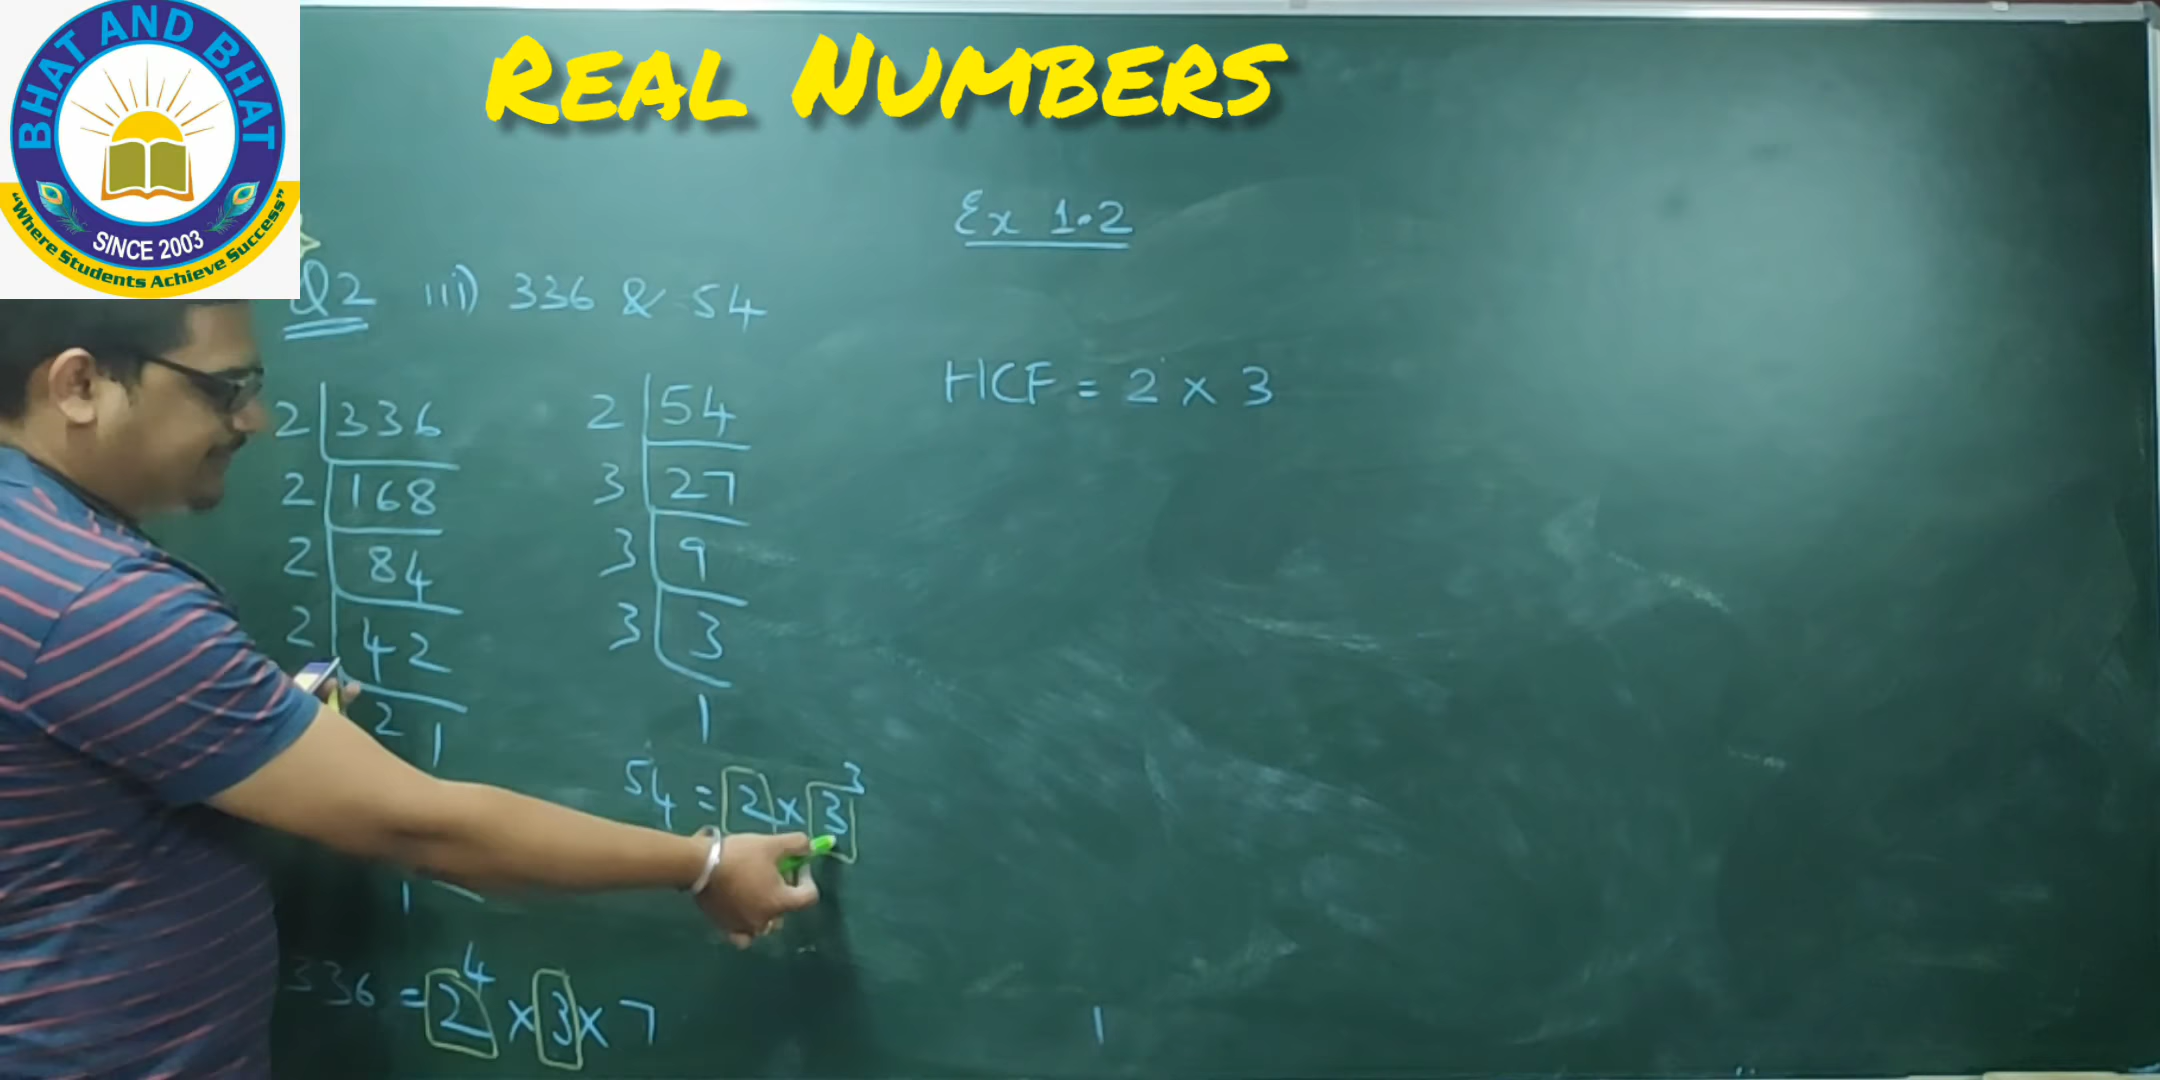 BHAT AND BHAT
SINCE 2003
"Where Students Achieve Success"
REAL NUMBERS
Ex 1.2
Q2 iii) 336 & 54
HCF = 2 x 3
2 336
2 168
2 84
2 42
21
1
2 54
3 27
3 9
3 3
1
54 = 2 x 3³
336 = 2⁴ x 3 x 7